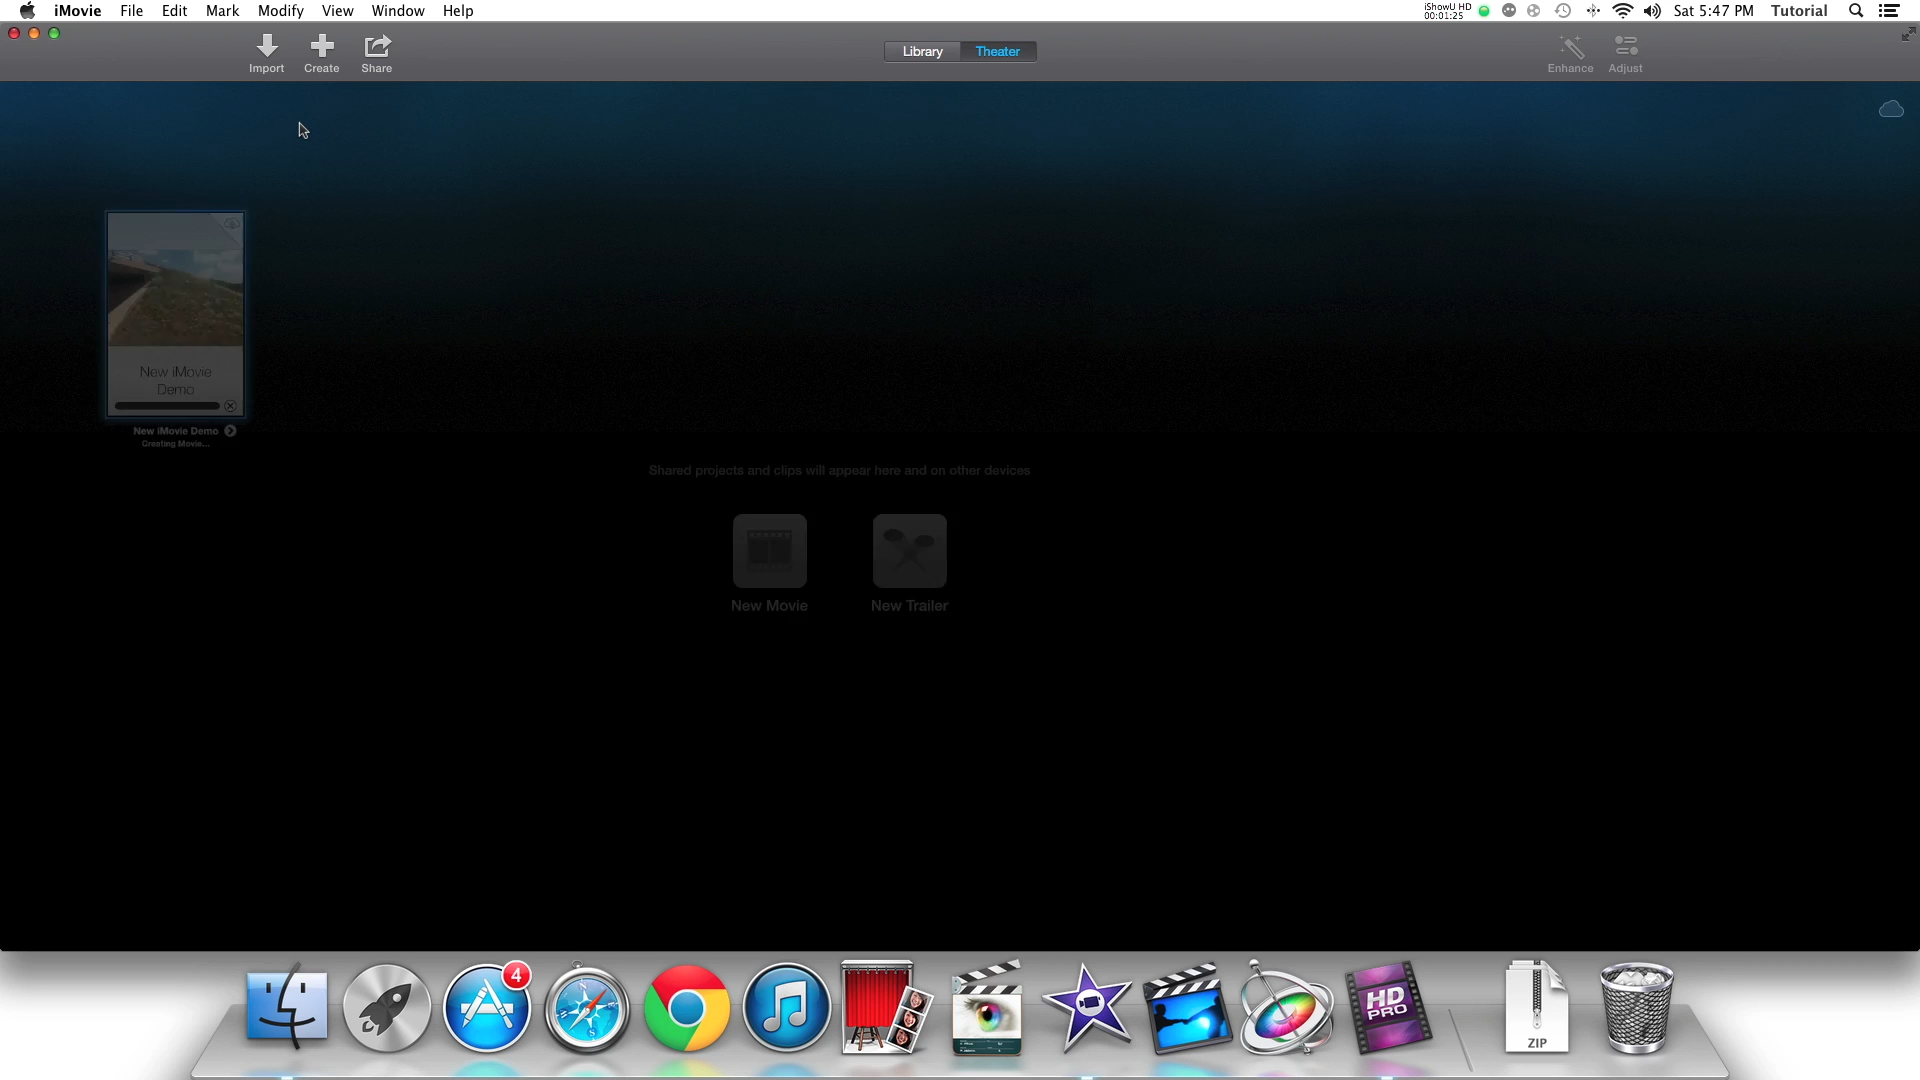 iMovie File Edit Mark Modify View Window Help
iShowU HD
00:01:25
Sat 5:47 PM Tutorial
Import Create Share
Library Theater
Enhance Adjust
New iMovie
Demo
New iMovie Demo
Creating Movie...
Shared projects and clips will appear here and on other devices
New Movie New Trailer
4
HD
PRO
ZIP